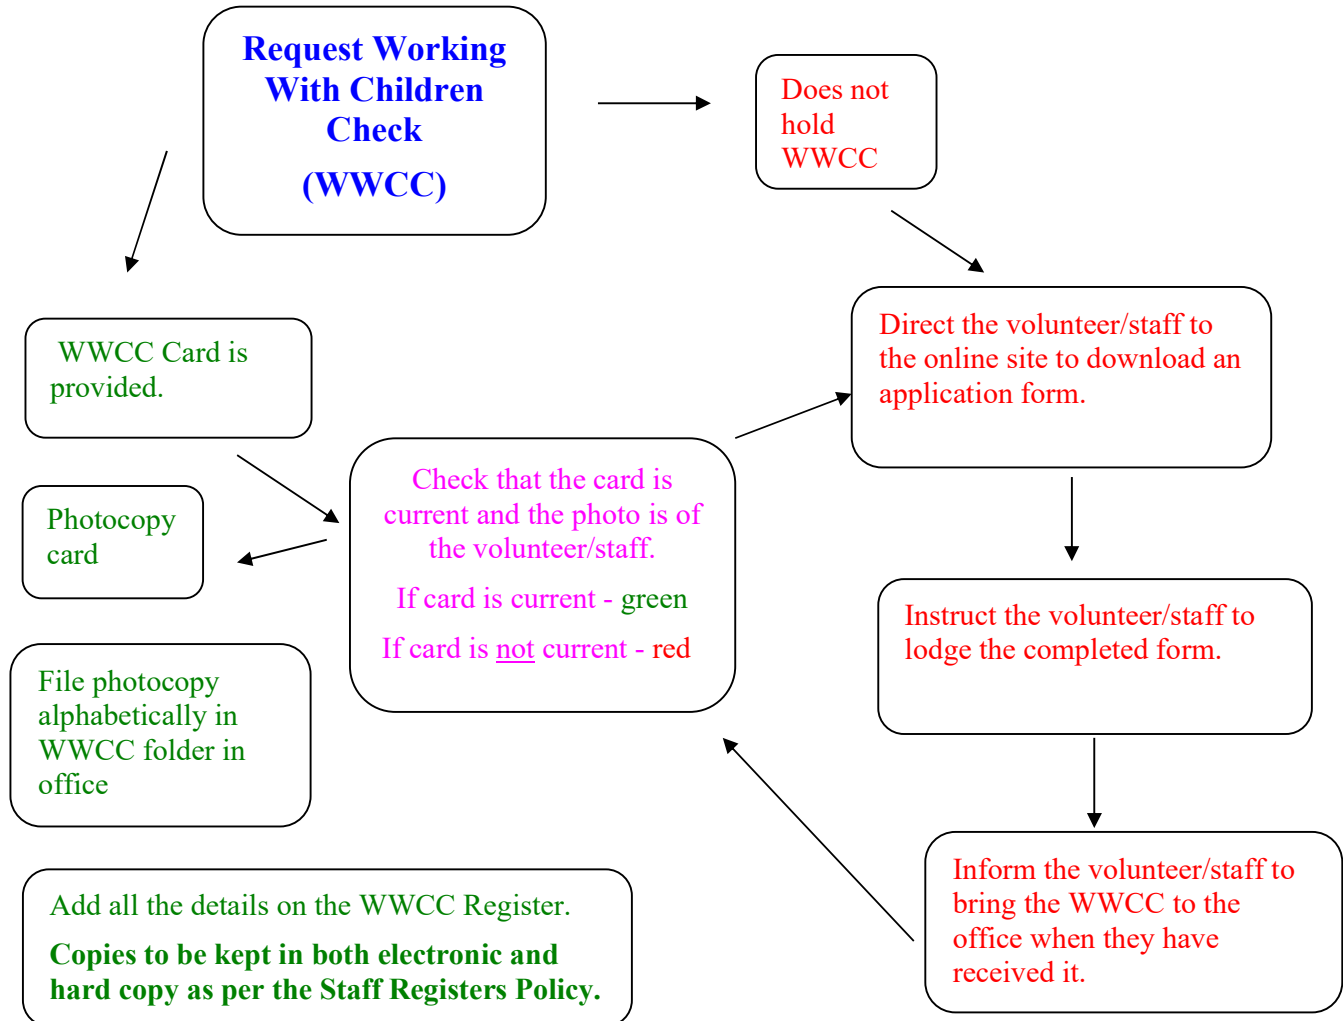 Request Working
With Children
Check
(WWCC)
Does not
hold
WWCC
WWCC Card is
provided.
Direct the volunteer/staff to
the online site to download an
application form.
Check that the card is
current and the photo is of
the volunteer/staff.
If card is current - green
If card is not current - red
Photocopy
card
Instruct the volunteer/staff to
lodge the completed form.
File photocopy
alphabetically in
WWCC folder in
office
Inform the volunteer/staff to
bring the WWCC to the
office when they have
received it.
Add all the details on the WWCC Register.
Copies to be kept in both electronic and
hard copy as per the Staff Registers Policy.